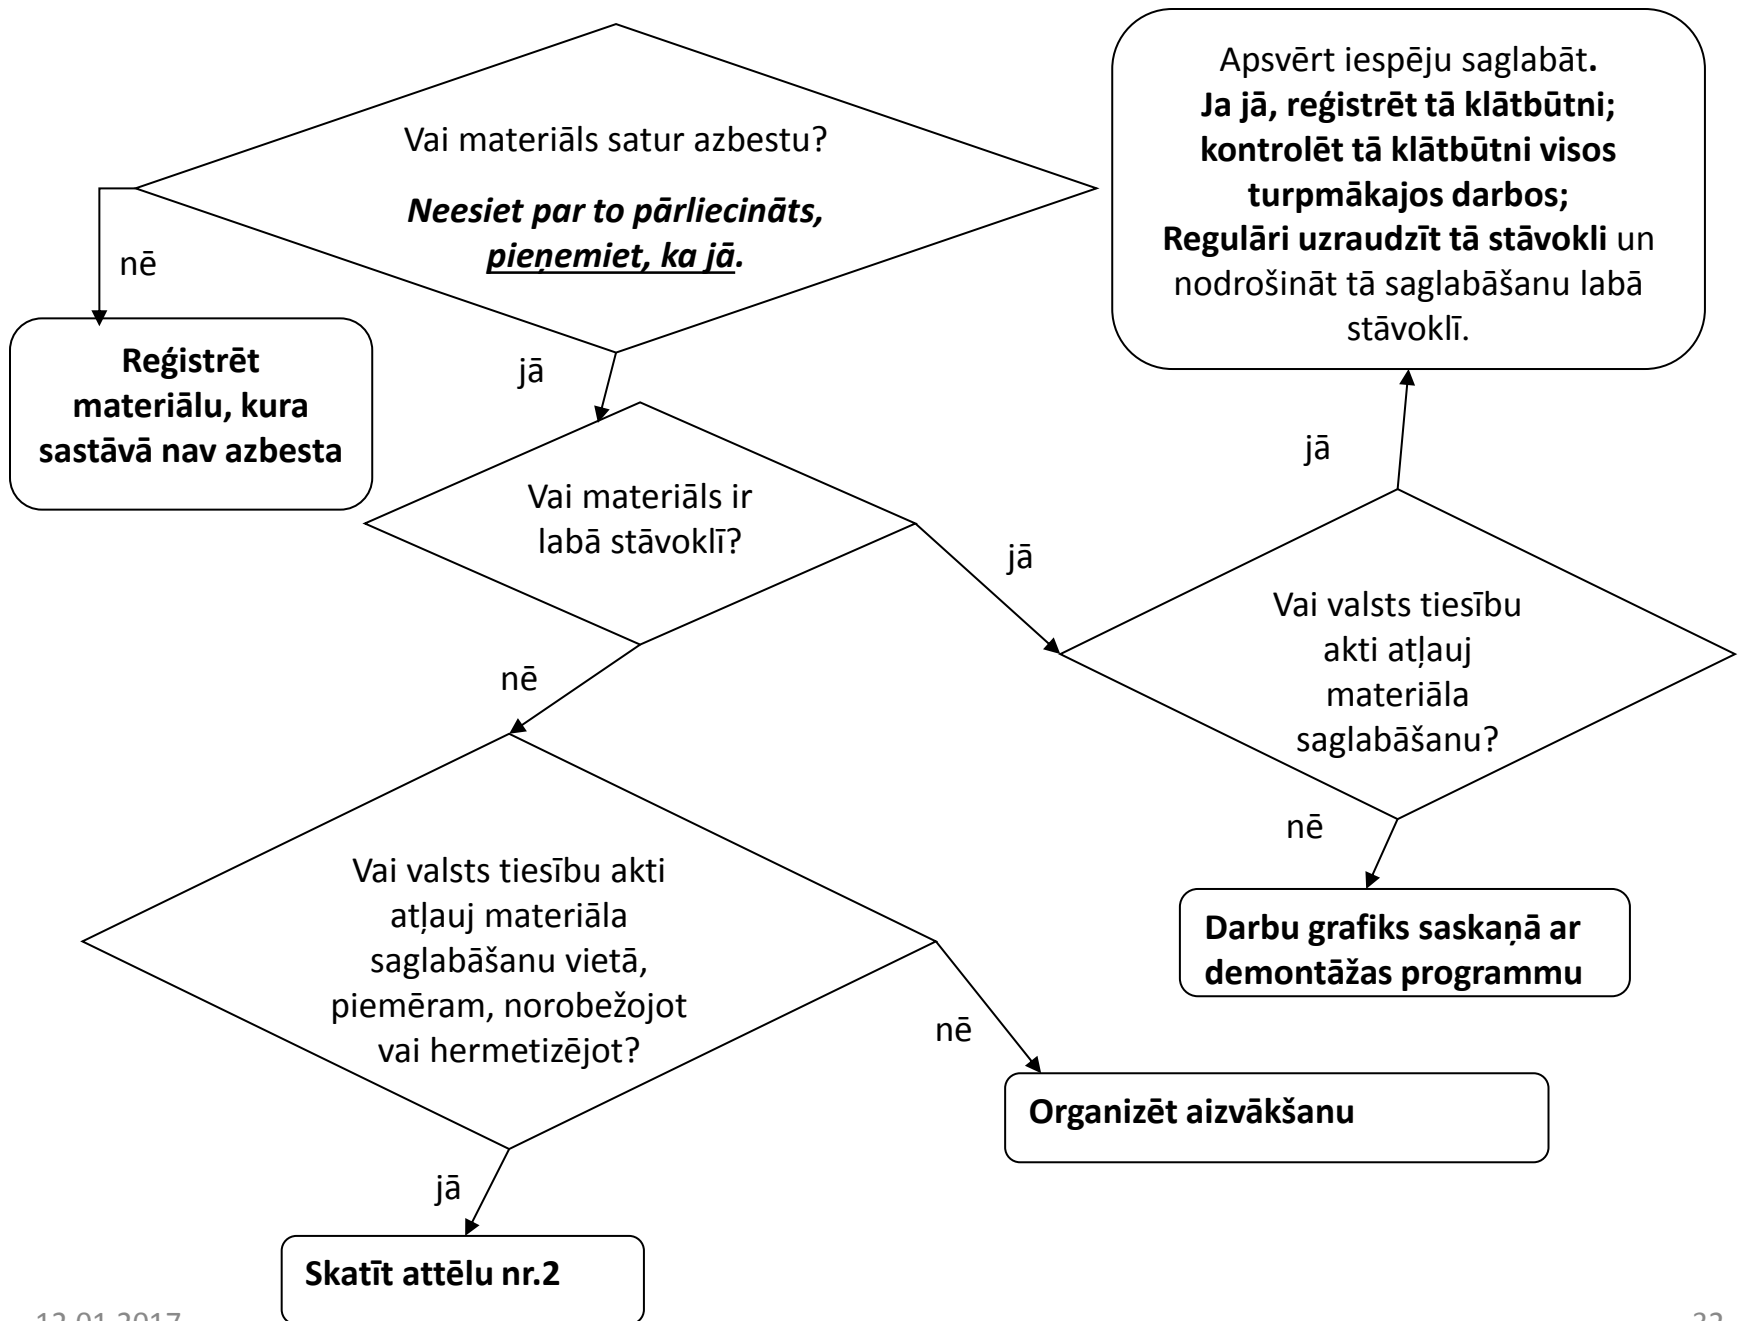 Vai materiāls satur azbestu?
Neesiet par to pārliecināts,
pieņemiet, ka jā.
Apsvērt iespēju saglabāt.
Ja jā, reģistrēt tā klātbūtni;
kontrolēt tā klātbūtni visos
turpmākajos darbos;
Regulāri uzraudzīt tā stāvokli un
nodrošināt tā saglabāšanu labā
stāvoklī.
nē
Reģistrēt
materiālu, kura
sastāvā nav azbesta
jā
Vai materiāls ir
labā stāvoklī?
jā
jā
Vai valsts tiesību
akti atļauj
materiāla
saglabāšanu?
nē
nē
Darbu grafiks saskaņā ar
demontāžas programmu
Vai valsts tiesību akti
atļauj materiāla
saglabāšanu vietā,
piemēram, norobežojot
vai hermetizējot?
nē
Organizēt aizvākšanu
jā
Skatīt attēlu nr.2